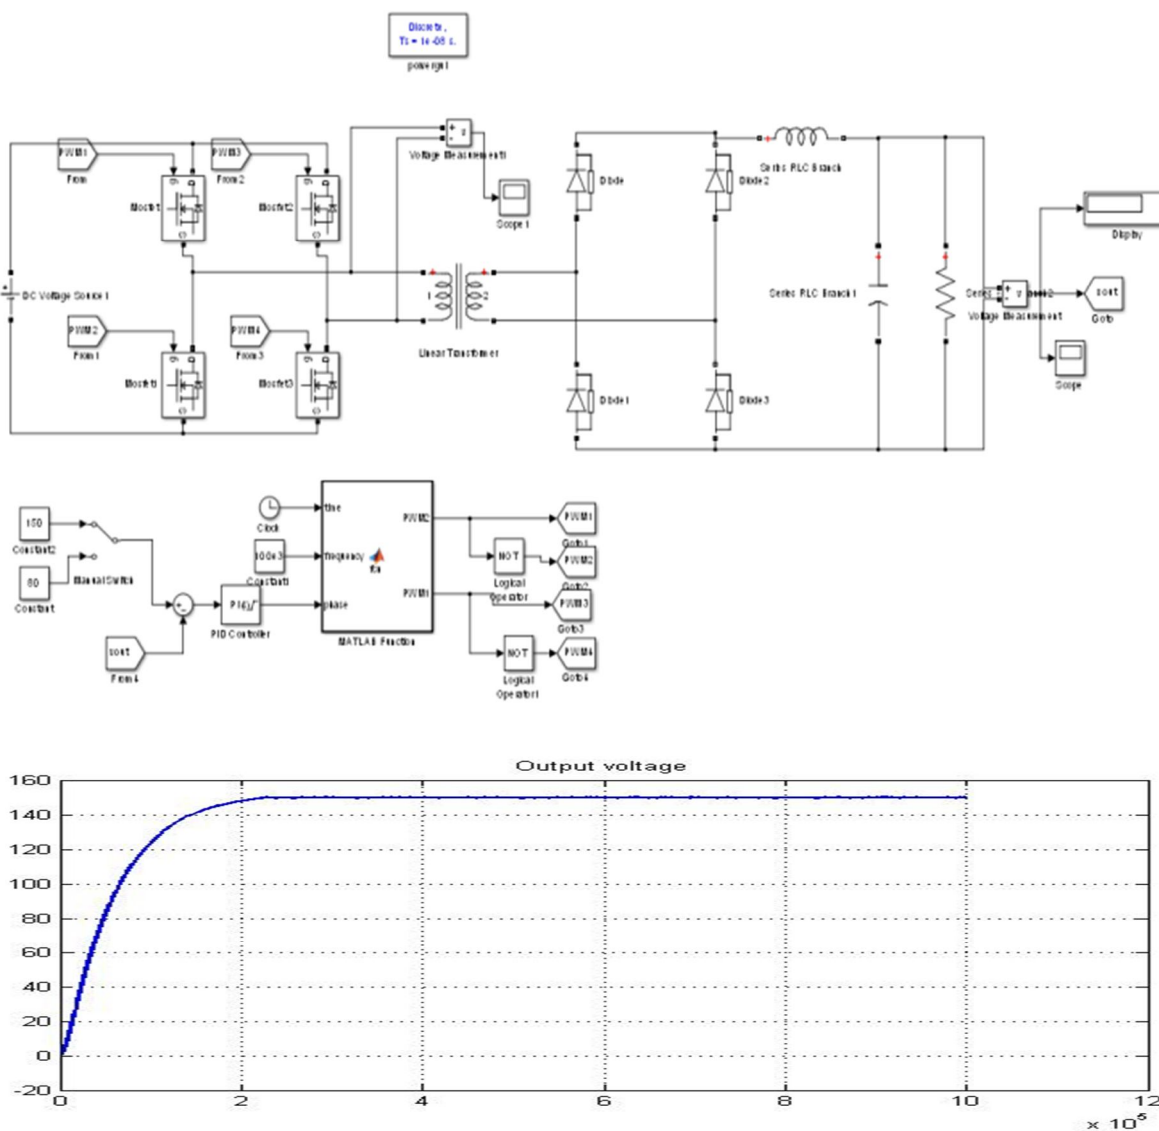 Discrete,
Ts = 1e-08 s.
powergui
PWM1
From
PWM3
From2
Mosfet
Mosfet2
+
-
v
Voltage Measurement1
Scope1
Diode
Diode2
Series RLC Branch
Display
DC Voltage Source1
1
2
Linear Transformer
Series RLC Branch1
Voltage Measurement
vout
Goto
Scope
PWM2
From1
PWM4
From3
Mosfet1
Mosfet3
Diode1
Diode3
150
Constant2
80
Constant
Manual Switch
Clock
100e3
Constant1
PID Controller
vout
From4
time
frequency
phase
fcn
PWM2
PWM1
MATLAB Function
NOT
Logical
Operator
NOT
Logical
Operator1
PWM1
Goto1
PWM2
Goto2
PWM3
Goto3
PWM4
Goto4
Output voltage
160
140
120
100
80
60
40
20
0
-20
0
2
4
6
8
10
12
x 10⁵